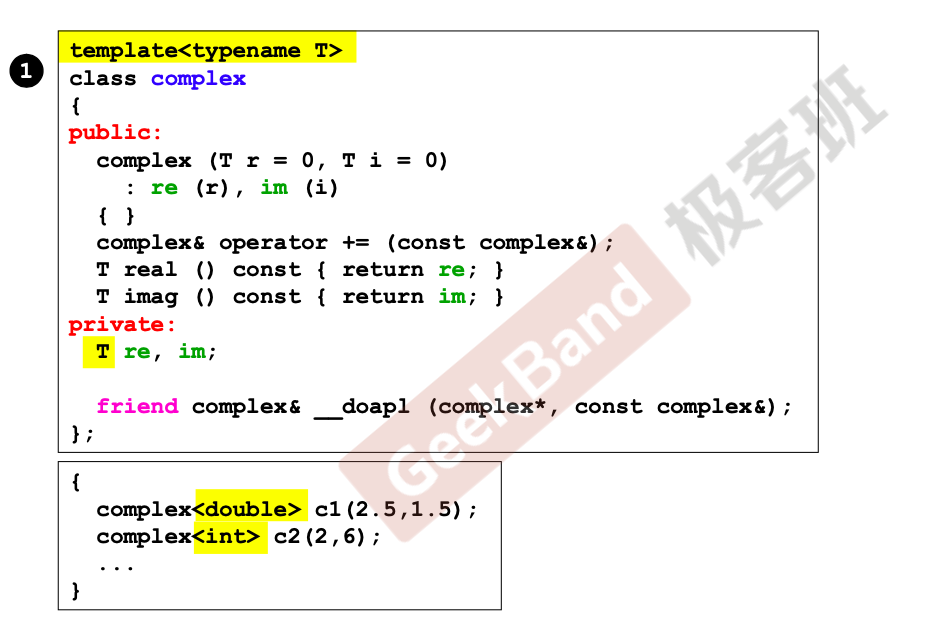 1
template<typename T>
class complex
{
public:
  complex (T r = 0, T i = 0)
    : re (r), im (i)
  { }
  complex& operator += (const complex&);
  T real () const { return re; }
  T imag () const { return im; }
private:
  T re, im;

  friend complex& __doapl (complex*, const complex&);
};
{
  complex<double> c1(2.5,1.5);
  complex<int> c2(2,6);
  ...
}
GeekBand 极客班